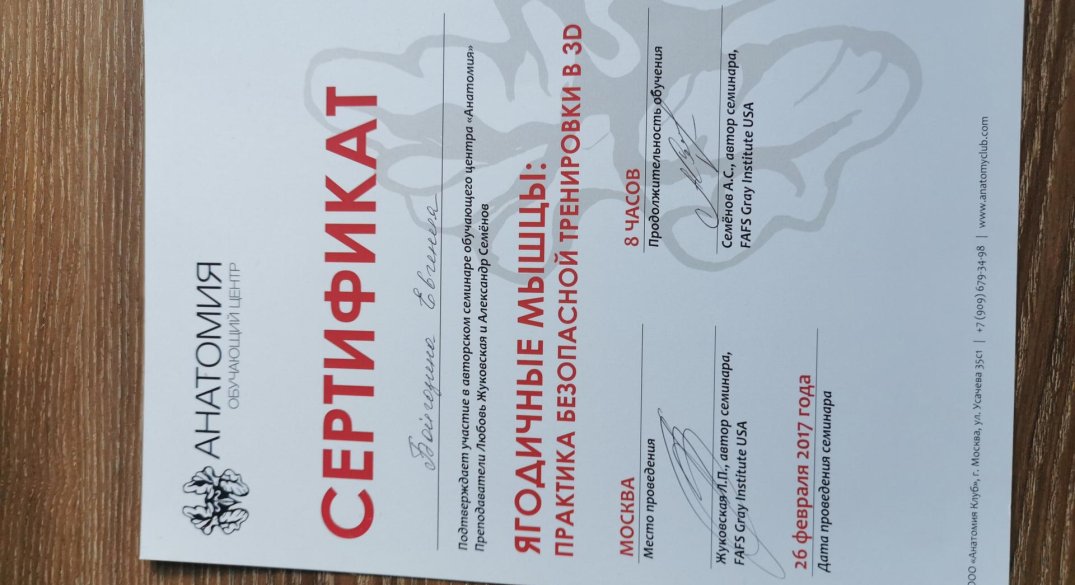 АНАТОМИЯ
ОБУЧАЮЩИЙ ЦЕНТР
СЕРТИФИКАТ
Евгения
Подтверждает участие в авторском семинаре обучающего центра «Анатомия»
Преподаватели Любовь Жуковская и Александр Семёнов
ЯГОДИЧНЫЕ МЫШЦЫ:
ПРАКТИКА БЕЗОПАСНОЙ ТРЕНИРОВКИ В 3D
МОСКВА
Место проведения
8 ЧАСОВ
Продолжительность обучения
Жуковская Л.П., автор семинара,
FAFS Gray Institute USA
Семёнов А.С., автор семинара,
FAFS Gray Institute USA
26 февраля 2017 года
Дата проведения семинара
ООО «Анатомия Клуб», г. Москва, ул. Усачева 35с1 | +7 (909) 679-34-98 | www.anatomyclub.com